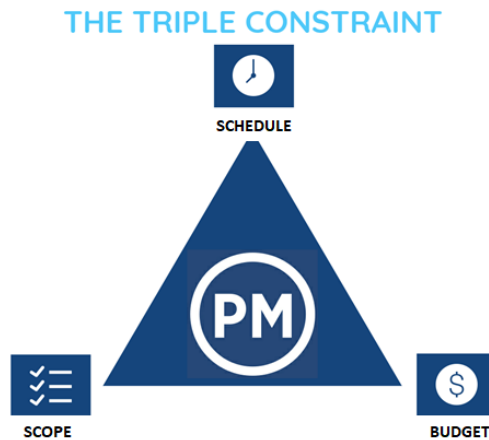 THE TRIPLE CONSTRAINT
SCHEDULE
PM
$
SCOPE
BUDGET